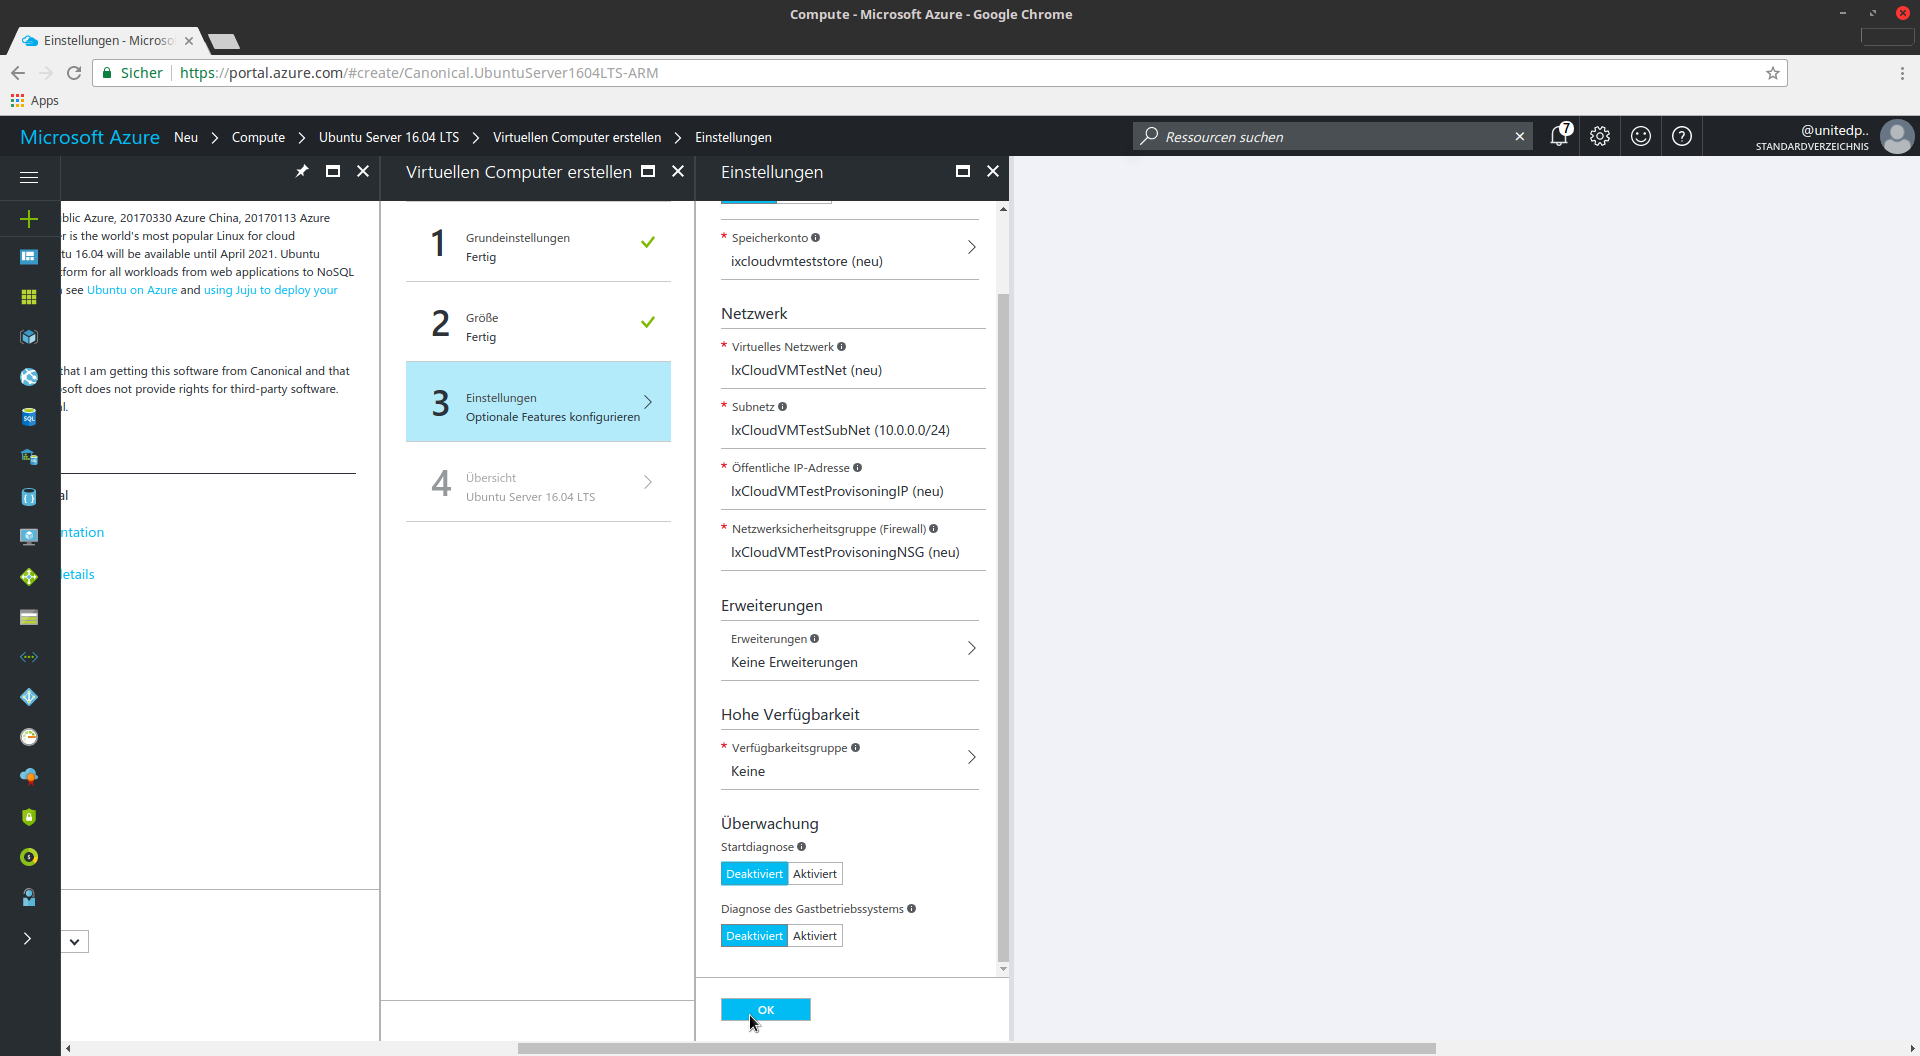 Compute - Microsoft Azure - Google Chrome
Einstellungen - Microso
Sicher
https://portal.azure.com/#create/Canonical.UbuntuServer1604LTS-ARM
Apps
Microsoft Azure
Neu
Compute
Ubuntu Server 16.04 LTS
Virtuellen Computer erstellen
Einstellungen
Ressourcen suchen
7
@unitedp..
STANDARDVERZEICHNIS
blic Azure, 20170330 Azure China, 20170113 Azure
r is the world's most popular Linux for cloud
tu 16.04 will be available until April 2021. Ubuntu
tform for all workloads from web applications to NoSQL
see Ubuntu on Azure and using Juju to deploy your
that I am getting this software from Canonical and that
soft does not provide rights for third-party software.
l.
al
ntation
etails
SQL
Virtuellen Computer erstellen
1
Grundeinstellungen
Fertig
2
Größe
Fertig
3
Einstellungen
Optionale Features konfigurieren
4
Übersicht
Ubuntu Server 16.04 LTS
Einstellungen
* Speicherkonto
ixcloudvmteststore (neu)
Netzwerk
* Virtuelles Netzwerk
IxCloudVMTestNet (neu)
* Subnetz
IxCloudVMTestSubNet (10.0.0.0/24)
* Öffentliche IP-Adresse
IxCloudVMTestProvisoningIP (neu)
* Netzwerksicherheitsgruppe (Firewall)
IxCloudVMTestProvisoningNSG (neu)
Erweiterungen
Erweiterungen
Keine Erweiterungen
Hohe Verfügbarkeit
* Verfügbarkeitsgruppe
Keine
Überwachung
Startdiagnose
Deaktiviert Aktiviert
Diagnose des Gastbetriebssystems
Deaktiviert Aktiviert
OK